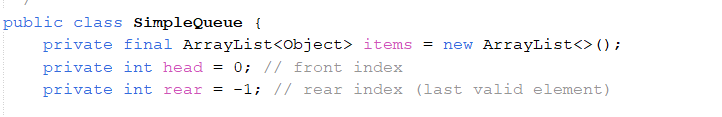 public class SimpleQueue {
private final ArrayList<Object> items = new ArrayList<>();
private int head = 0; // front index
private int rear = -1; // rear index (last valid element)